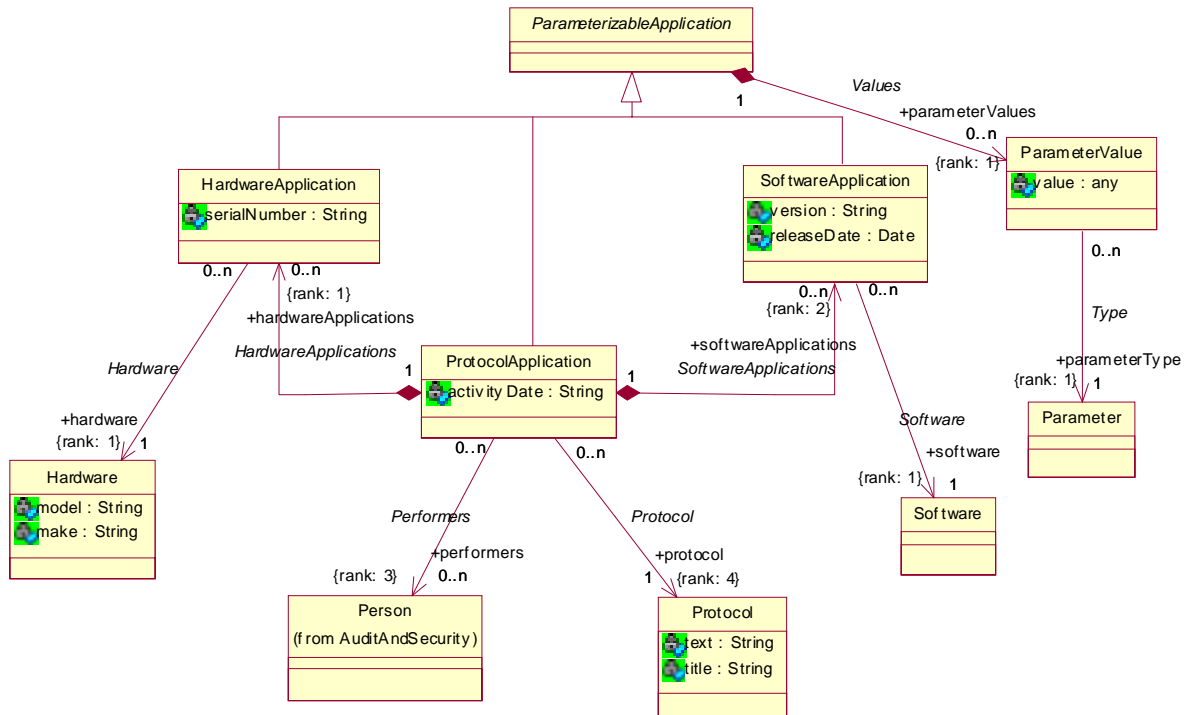 ParameterizableApplication
Values
1
+parameterValues
0..n
{rank: 1}
ParameterValue
value : any
HardwareApplication
serialNumber : String
SoftwareApplication
version : String
releaseDate : Date
0..n
0..n
{rank: 1}
+hardwareApplications
HardwareApplications
0..n
0..n
{rank: 2}
+softwareApplications
SoftwareApplications
0..n
Type
+parameterType
{rank: 1}
1
Parameter
Hardware
+hardware
{rank: 1}
1
ProtocolApplication
activityDate : String
1
1
0..n
0..n
Software
+software
{rank: 1}
1
Software
Hardware
model : String
make : String
Performers
+performers
{rank: 3}
0..n
Protocol
+protocol
1
{rank: 4}
Person
(from AuditAndSecurity)
Protocol
text : String
title : String